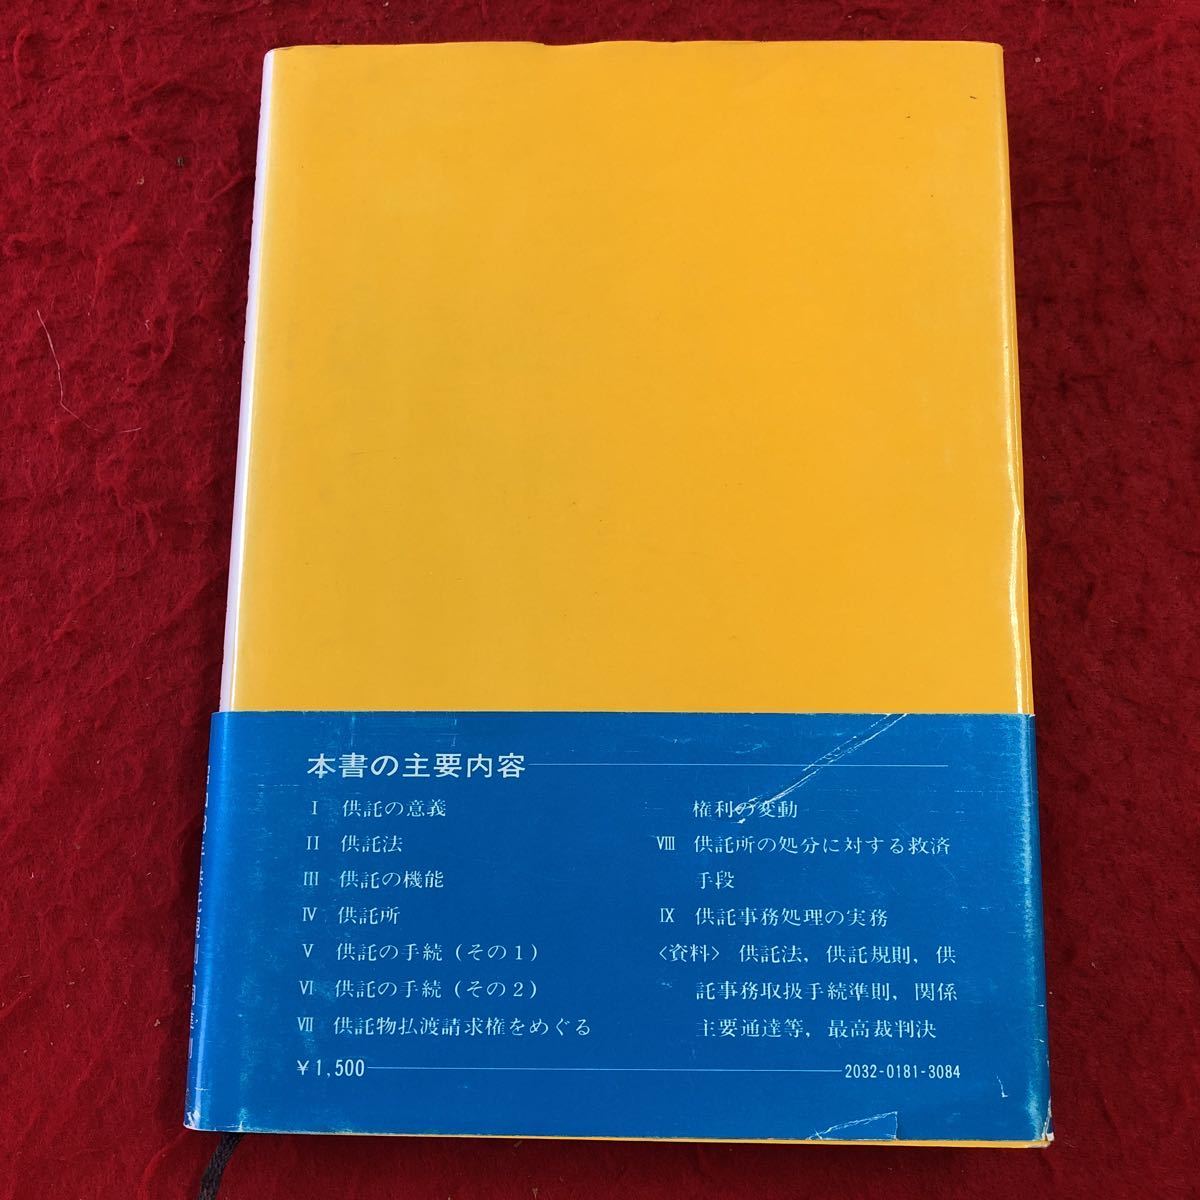 本書の主要内容
Ⅰ 供託の意義
Ⅱ 供託法
Ⅲ 供託の機能
Ⅳ 供託所
Ⅴ 供託の手続(その1)
Ⅵ 供託の手続(その2)
Ⅶ 供託物払渡請求権をめぐる
権利の変動
Ⅷ 供託所の処分に対する救済
手段
Ⅸ 供託事務処理の実務
〈資料〉 供託法，供託規則，供
託事務取扱手続準則，関係
主要通達等，最高裁判決
￥1,500
2032-0181-3084